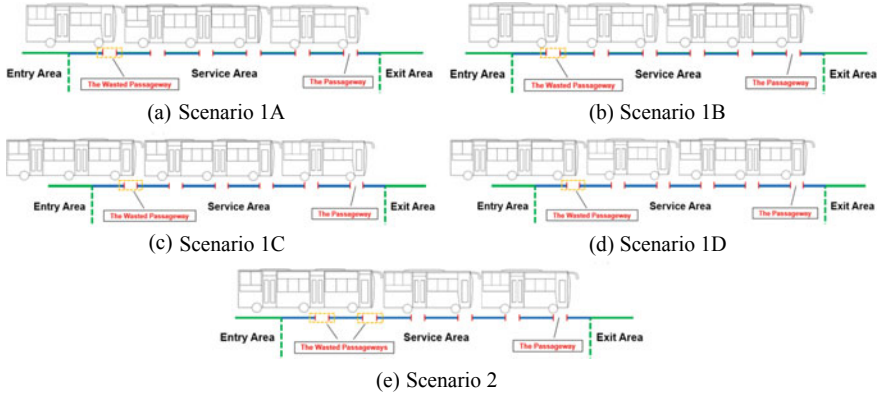 Entry Area
The Wasted Passageway
Service Area
The Passageway
Exit Area
(a) Scenario 1A
Entry Area
The Wasted Passageway
Service Area
The Passageway
Exit Area
(b) Scenario 1B
Entry Area
The Wasted Passageway
Service Area
The Passageway
Exit Area
(c) Scenario 1C
Entry Area
The Wasted Passageway
Service Area
The Passageway
Exit Area
(d) Scenario 1D
Entry Area
The Wasted Passageways
Service Area
The Passageway
Exit Area
(e) Scenario 2